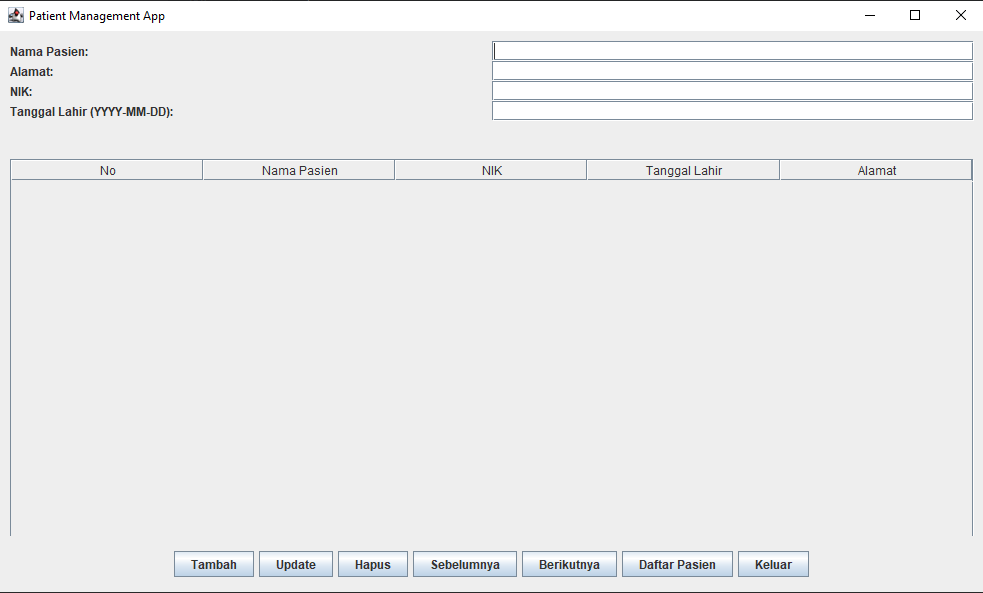 Patient Management App
Nama Pasien:
Alamat:
NIK:
Tanggal Lahir (YYYY-MM-DD):
No Nama Pasien NIK Tanggal Lahir Alamat
Tambah Update Hapus Sebelumnya Berikutnya Daftar Pasien Keluar